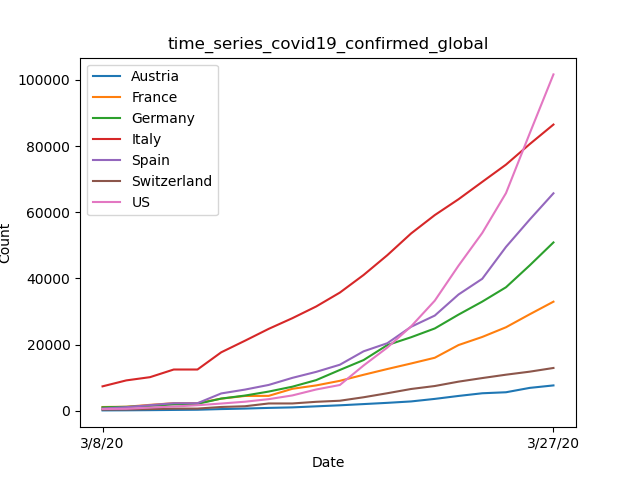 time_series_covid19_confirmed_global
Austria
France
Germany
Italy
Spain
Switzerland
US
100000
80000
60000
40000
20000
0
Count
3/8/20
3/27/20
Date